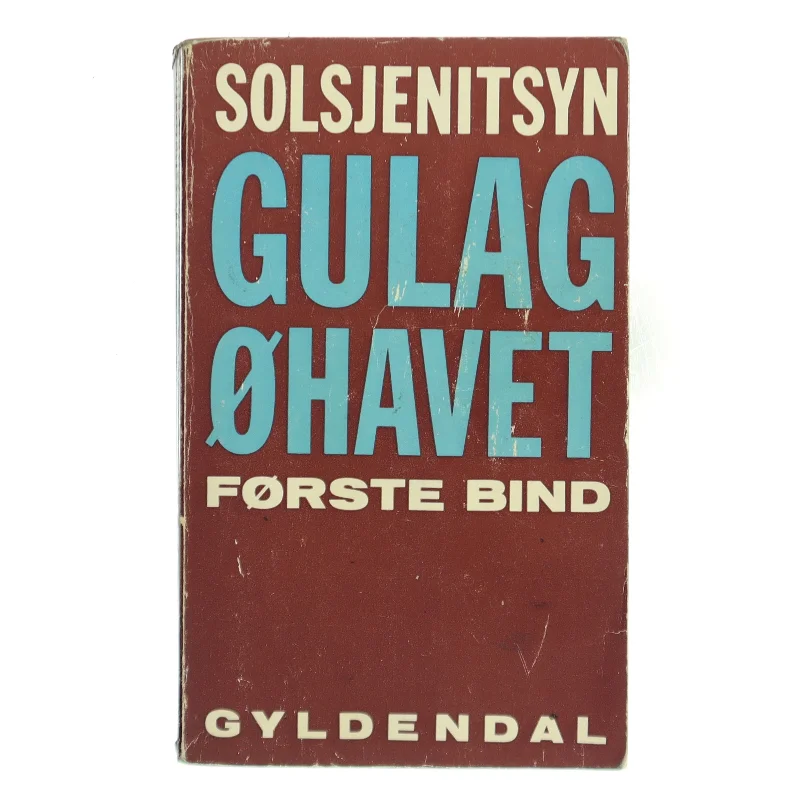 SOLSJENITSYN
GULAG
ØHAVET
FØRSTE BIND
GYLDENDAL